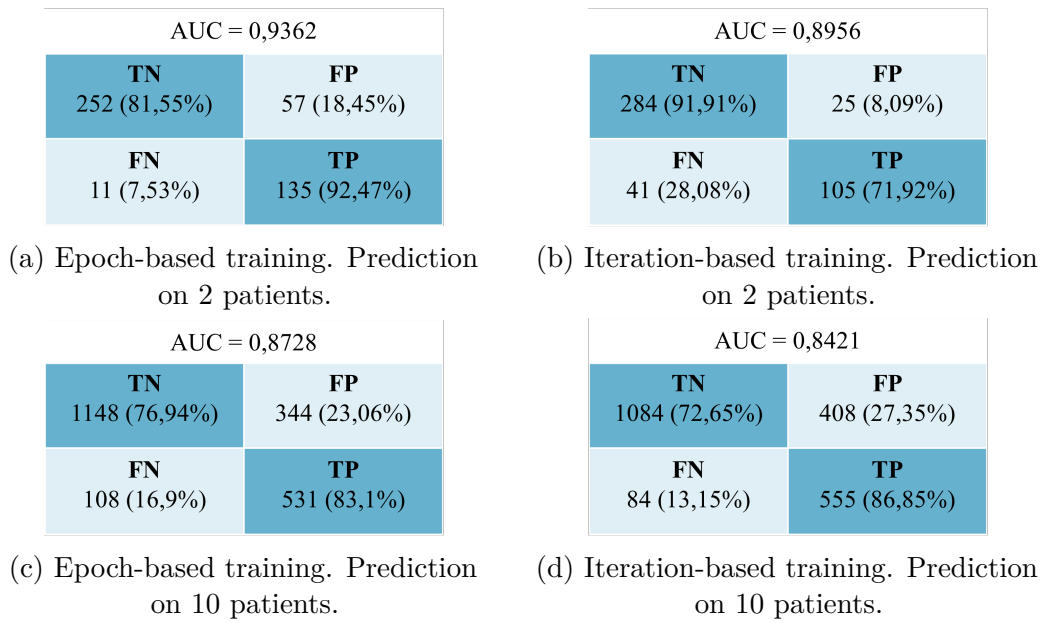 AUC = 0,9362
TN FP
252 (81,55%) 57 (18,45%)
FN TP
11 (7,53%) 135 (92,47%)
(a) Epoch-based training. Prediction
on 2 patients.
AUC = 0,8956
TN FP
284 (91,91%) 25 (8,09%)
FN TP
41 (28,08%) 105 (71,92%)
(b) Iteration-based training. Prediction
on 2 patients.
AUC = 0,8728
TN FP
1148 (76,94%) 344 (23,06%)
FN TP
108 (16,9%) 531 (83,1%)
(c) Epoch-based training. Prediction
on 10 patients.
AUC = 0,8421
TN FP
1084 (72,65%) 408 (27,35%)
FN TP
84 (13,15%) 555 (86,85%)
(d) Iteration-based training. Prediction
on 10 patients.